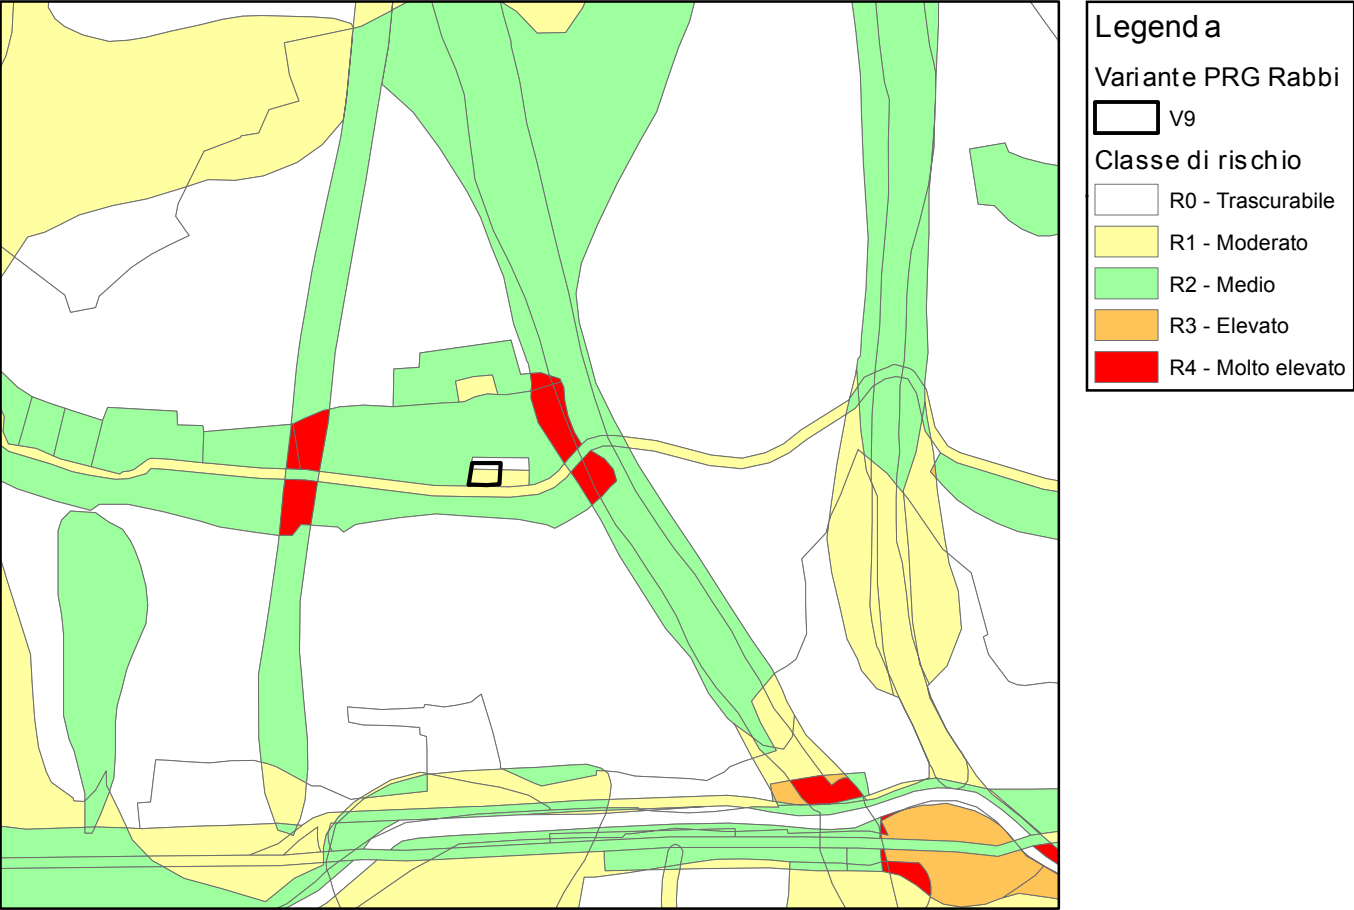 Legenda
Variante PRG Rabbi
V9
Classe di rischio
R0 - Trascurabile
R1 - Moderato
R2 - Medio
R3 - Elevato
R4 - Molto elevato